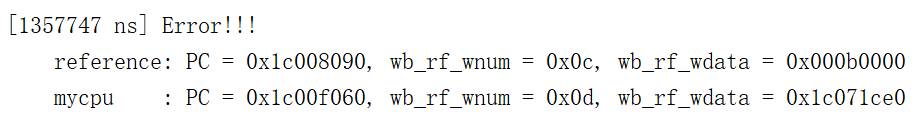 [1357747 ns] Error!!!
reference: PC = 0x1c008090, wb_rf_wnum = 0x0c, wb_rf_wdata = 0x000b0000
mycpu    : PC = 0x1c00f060, wb_rf_wnum = 0x0d, wb_rf_wdata = 0x1c071ce0